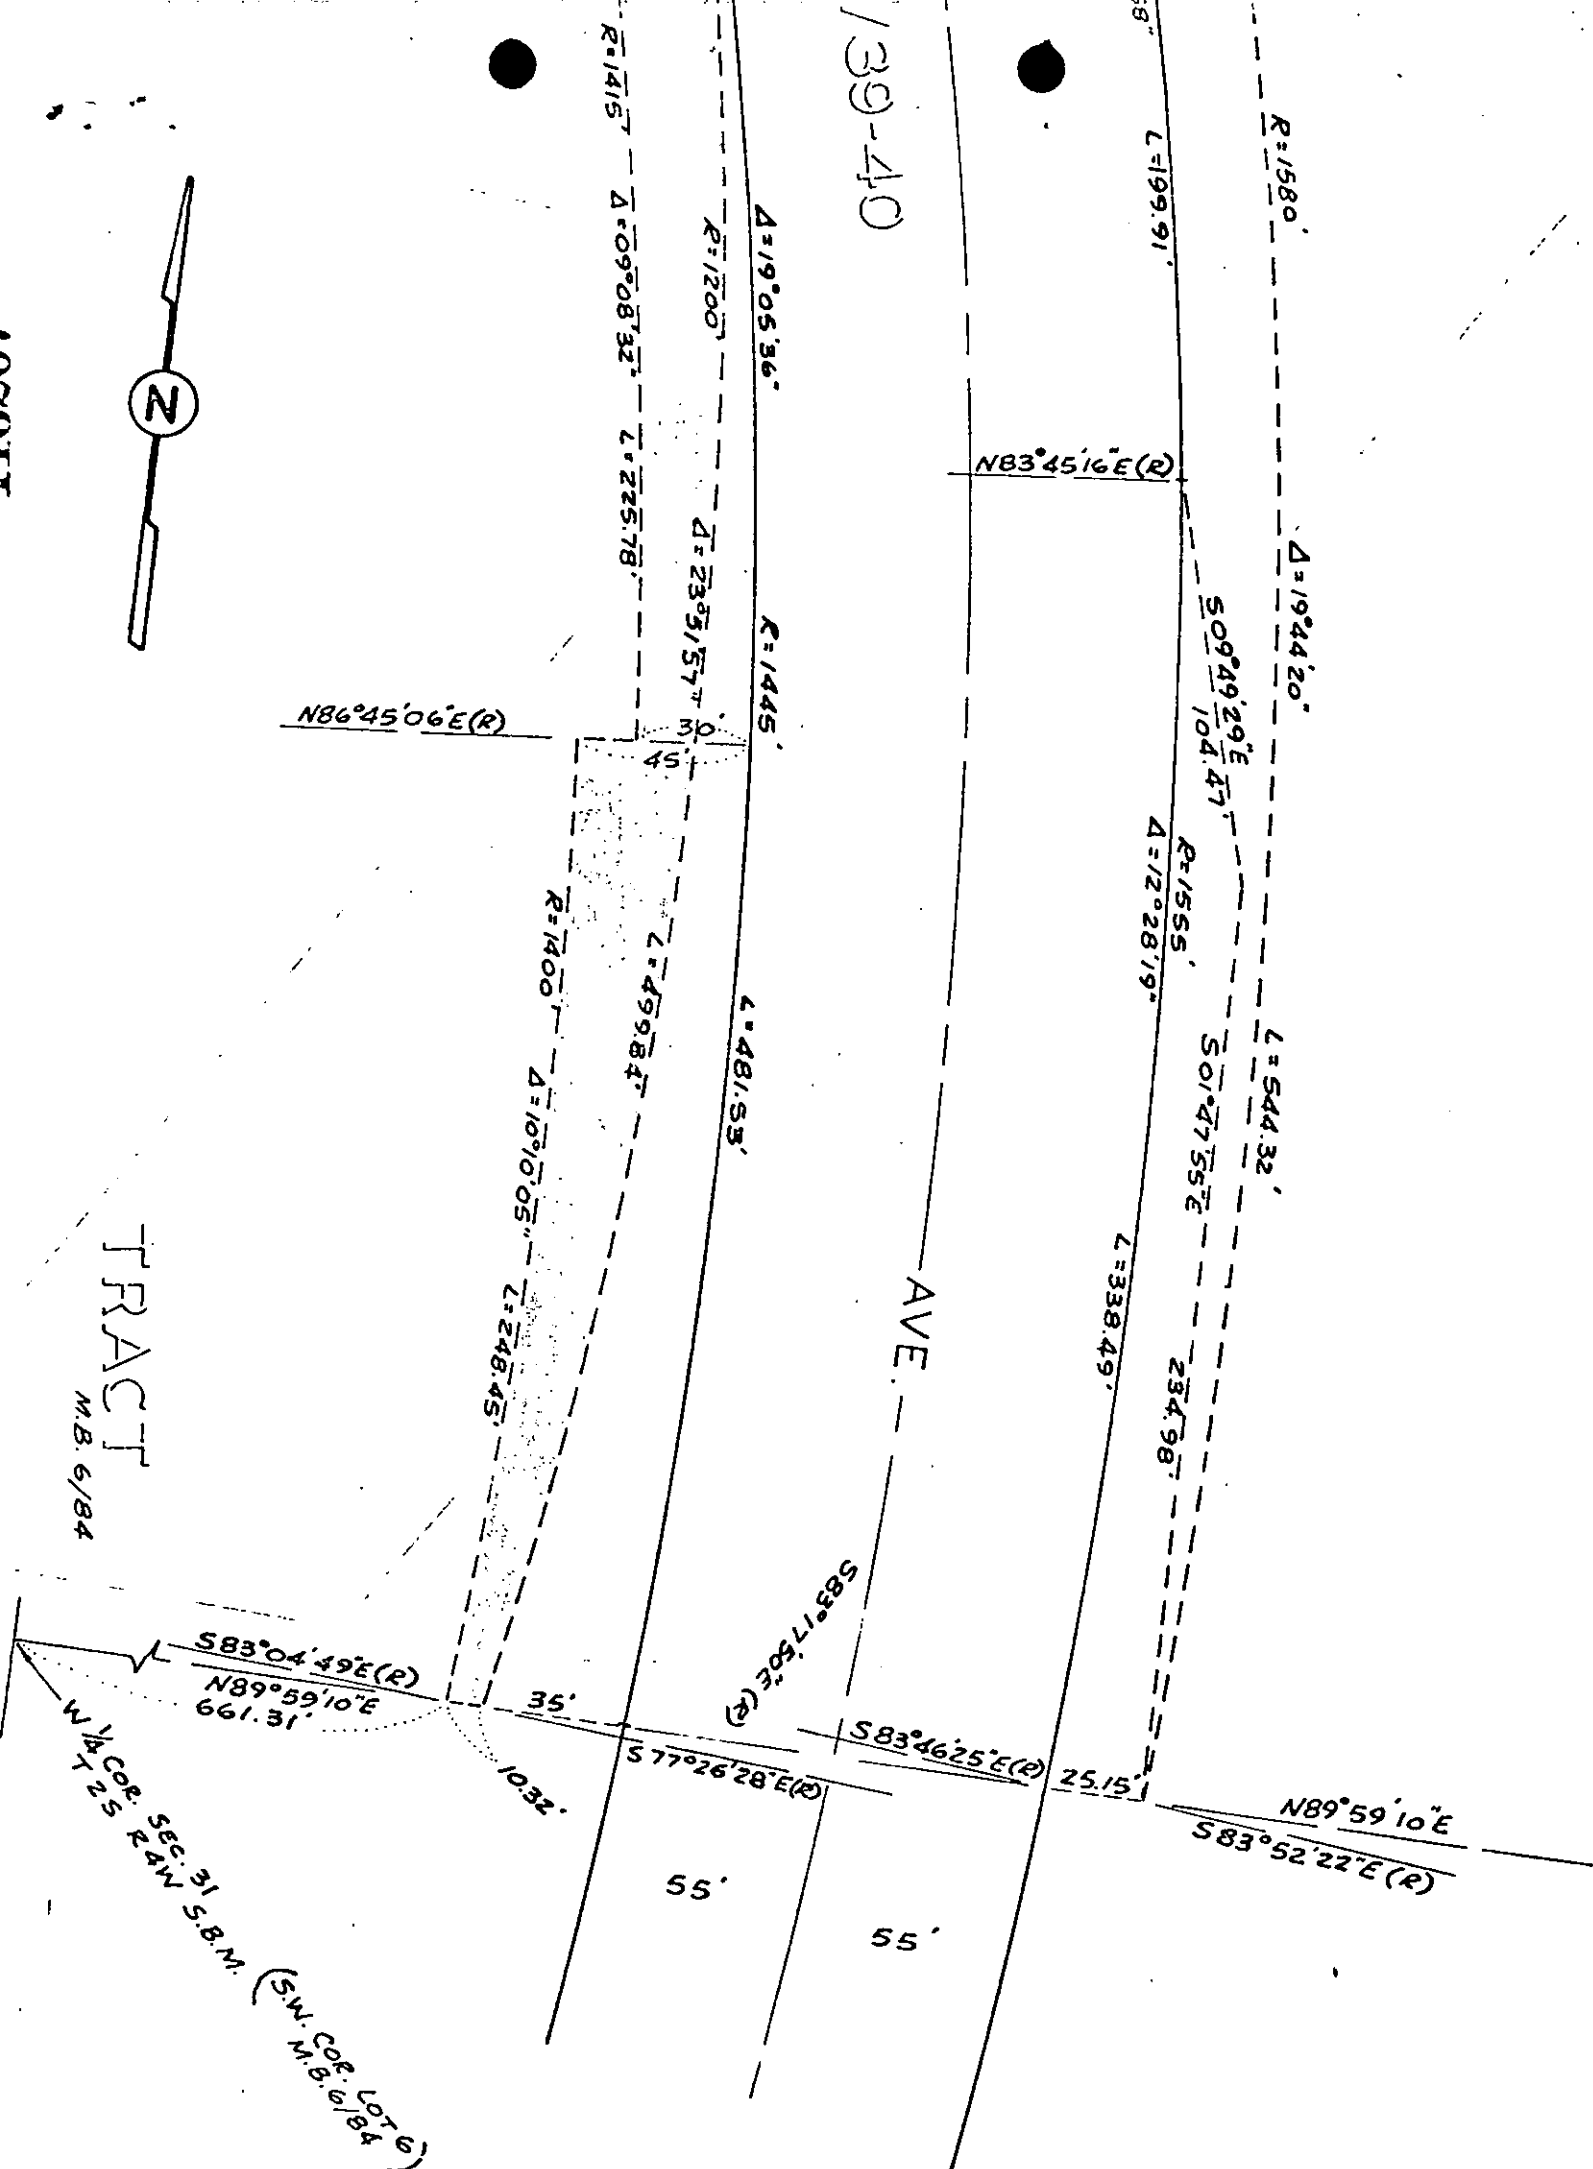 139-40
R=1415'
Δ=09°08'32"
L=225.78'
R=1200'
Δ=23°51'57"
L=499.84'
Δ=19°05'36"
R=1445'
L=481.53'
68"
L=199.91'
R=1580'
Δ=19°44'20"
L=544.32'
N83°45'16"E(R)
S09°49'29"E
104.47'
R=1555'
Δ=12°28'19"
L=338.49'
S01°47'55"E
234.98'
Z
N86°45'06"E(R)
30'
45'
R=1400'
Δ=10°10'05"
L=248.45'
AVE.
TRACT
M.B. 6/84
S83°17'50"E(R)
S83°04'49"E(R)
N89°59'10"E
661.31'
35'
S77°26'28"E(R)
10.32'
S83°46'25"E(R)
25.15'
N89°59'10"E
S83°52'22"E(R)
55'
55'
W 1/4 COR. SEC. 31
T2S R4W S.B.M.
(S.W. COR. LOT 6)
M.B. 6/84